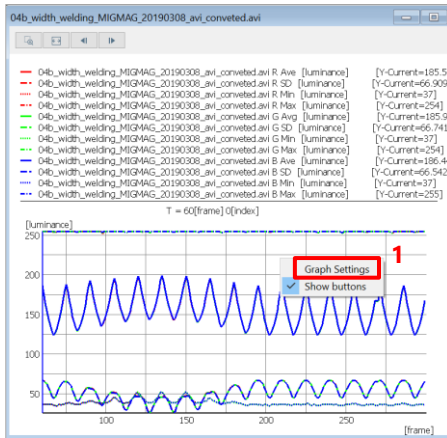 04b_width_welding_MIGMAG_20190308_avi_conveted.avi
04b_width_welding_MIGMAG_20190308_avi_conveted.avi R Ave [luminance] [Y-Current=185.5
04b_width_welding_MIGMAG_20190308_avi_conveted.avi R SD [luminance] [Y-Current=66.909
04b_width_welding_MIGMAG_20190308_avi_conveted.avi R Min [luminance] [Y-Current=37]
04b_width_welding_MIGMAG_20190308_avi_conveted.avi R Max [luminance] [Y-Current=254]
04b_width_welding_MIGMAG_20190308_avi_conveted.avi G Avg [luminance] [Y-Current=185.9
04b_width_welding_MIGMAG_20190308_avi_conveted.avi G SD [luminance] [Y-Current=66.741
04b_width_welding_MIGMAG_20190308_avi_conveted.avi G Min [luminance] [Y-Current=37]
04b_width_welding_MIGMAG_20190308_avi_conveted.avi G Max [luminance] [Y-Current=254]
04b_width_welding_MIGMAG_20190308_avi_conveted.avi B Ave [luminance] [Y-Current=186.4
04b_width_welding_MIGMAG_20190308_avi_conveted.avi B SD [luminance] [Y-Current=66.542
04b_width_welding_MIGMAG_20190308_avi_conveted.avi B Min [luminance] [Y-Current=37]
04b_width_welding_MIGMAG_20190308_avi_conveted.avi B Max [luminance] [Y-Current=255]
T = 60[frame] 0[index]
[luminance]
250
200
150
100
50
1
Graph Settings
Show buttons
100 150 200 250
[frame]